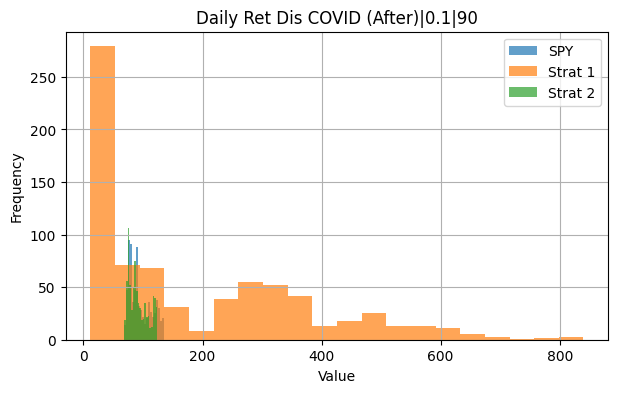 Daily Ret Dis COVID (After)|0.1|90
SPY
Strat 1
Strat 2
Frequency
250
200
150
100
50
0
0 200 400 600 800
Value